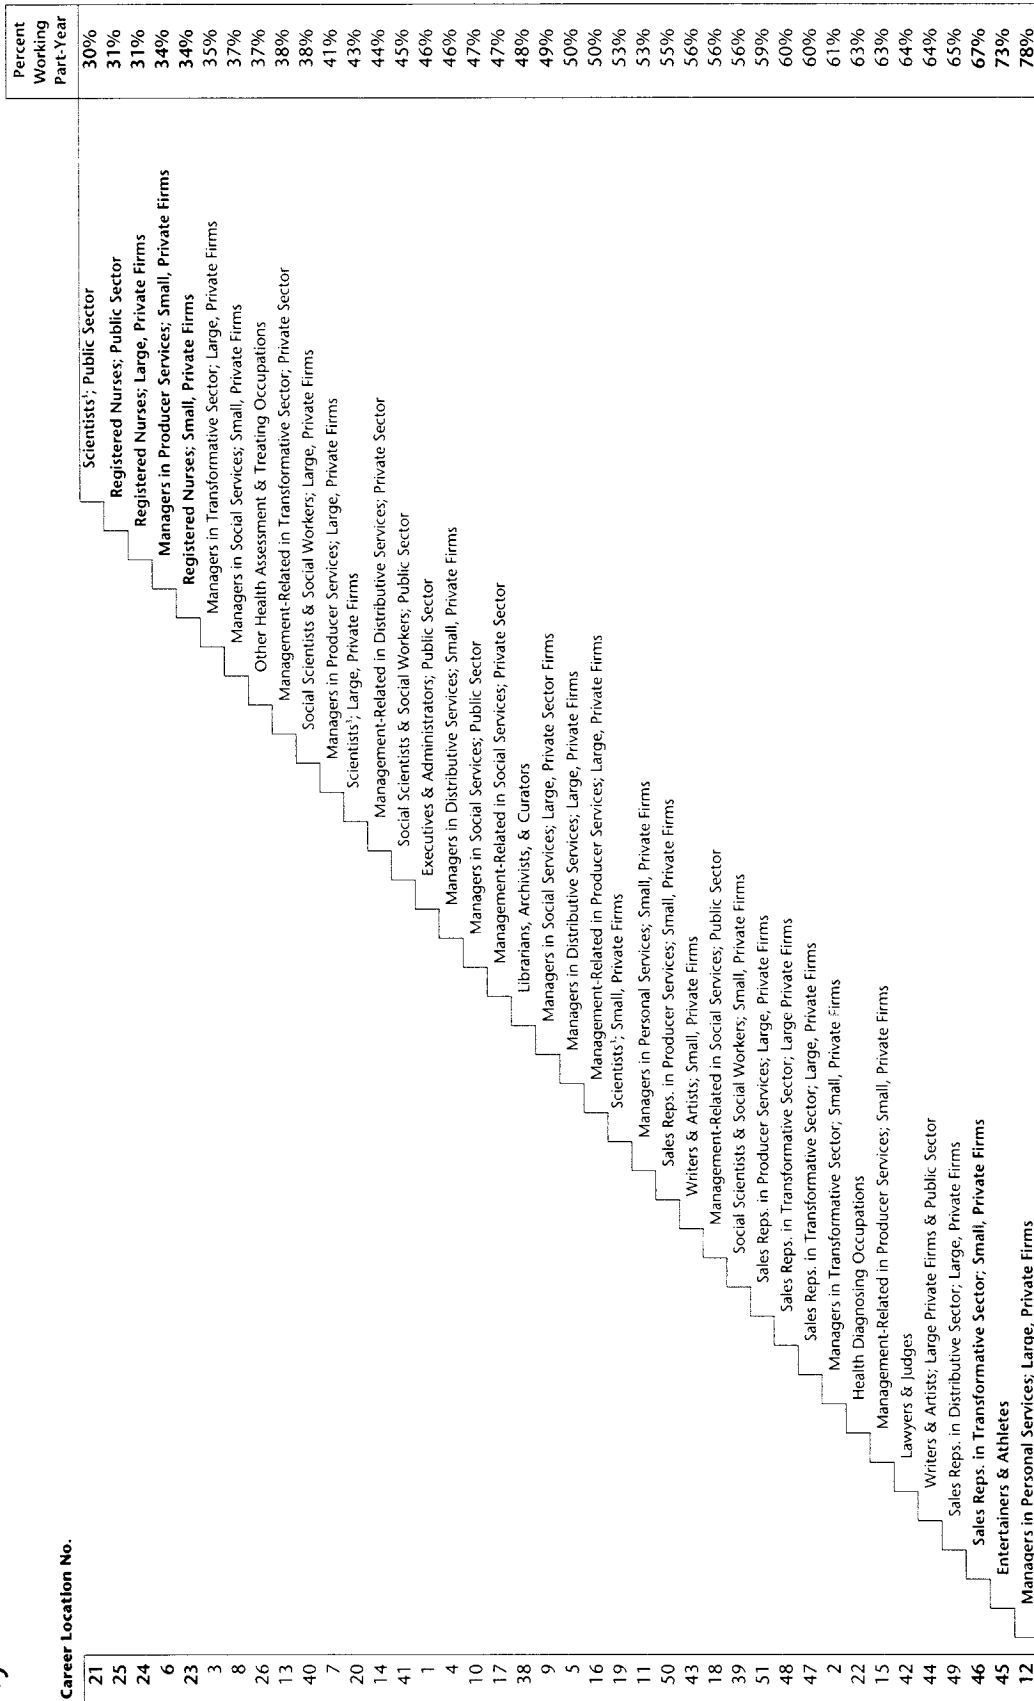 Percent
Working
Part-Year
Career Location No.
21 Scientists¹; Public Sector 30%
25 Registered Nurses; Public Sector 31%
24 Registered Nurses; Large, Private Firms 31%
6 Managers in Producer Services; Small, Private Firms 34%
23 Registered Nurses; Small, Private Firms 34%
3 Managers in Transformative Sector; Large, Private Firms 35%
8 Managers in Social Services; Small, Private Firms 37%
26 Other Health Assessment & Treating Occupations 37%
13 Management-Related in Transformative Sector; Private Sector 38%
40 Social Scientists & Social Workers; Large, Private Firms 38%
7 Managers in Producer Services; Large, Private Firms 41%
20 Scientists¹; Large, Private Firms 43%
14 Management-Related in Distributive Services; Private Sector 44%
41 Social Scientists & Social Workers; Public Sector 45%
1 Executives & Administrators; Public Sector 46%
4 Managers in Distributive Services; Small, Private Firms 46%
10 Managers in Social Services; Public Sector 47%
17 Management-Related in Social Services; Private Sector 47%
38 Librarians, Archivists, & Curators 48%
9 Managers in Social Services; Large, Private Sector Firms 49%
5 Managers in Distributive Services; Large, Private Firms 50%
16 Management-Related in Producer Services; Large, Private Firms 50%
19 Scientists¹; Small, Private Firms 53%
11 Managers in Personal Services; Small, Private Firms 53%
50 Sales Reps. in Producer Services; Small, Private Firms 55%
43 Writers & Artists; Small, Private Firms 56%
18 Management-Related in Social Services; Public Sector 56%
39 Social Scientists & Social Workers; Small, Private Firms 56%
51 Sales Reps. in Producer Services; Large, Private Firms 59%
48 Sales Reps. in Transformative Sector; Large Private Firms 60%
47 Sales Reps. in Transformative Sector; Large, Private Firms 60%
2 Managers in Transformative Sector; Small, Private Firms 61%
22 Health Diagnosing Occupations 63%
15 Management-Related in Producer Services; Small, Private Firms 63%
42 Lawyers & Judges 64%
44 Writers & Artists; Large Private Firms & Public Sector 64%
49 Sales Reps. in Distributive Sector; Large, Private Firms 65%
46 Sales Reps. in Transformative Sector; Small, Private Firms 67%
45 Entertainers & Athletes 73%
12 Managers in Personal Services; Large, Private Firms 78%